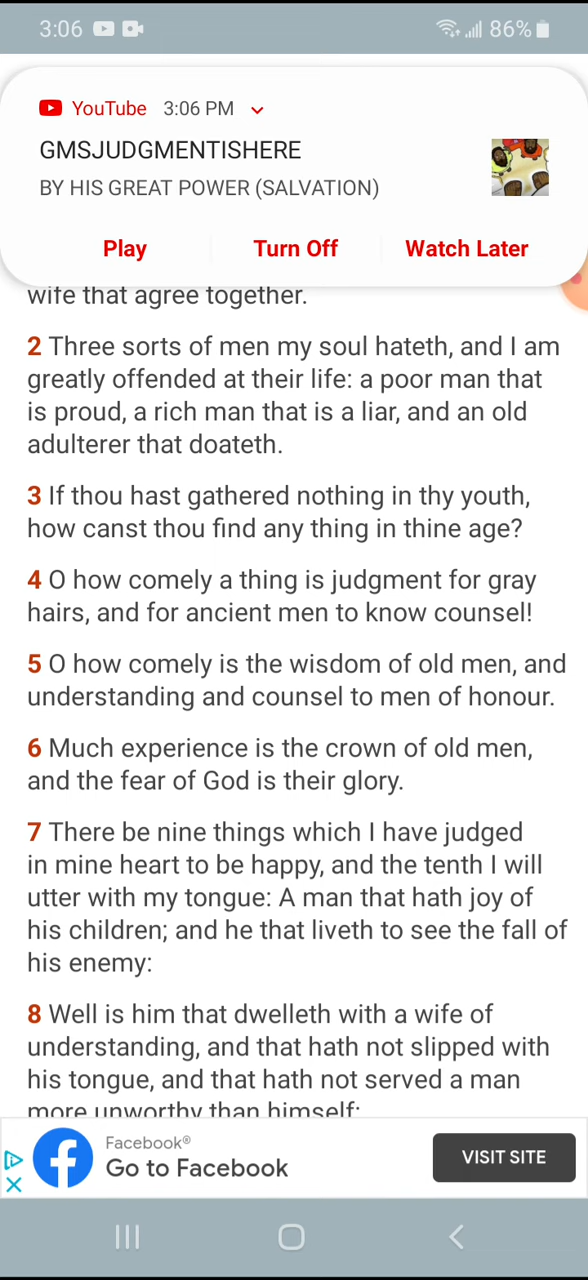 3:06
86%
YouTube 3:06 PM
GMSJUDGMENTISHERE
BY HIS GREAT POWER (SALVATION)
Play Turn Off Watch Later
wife that agree together.
2 Three sorts of men my soul hateth, and I am
greatly offended at their life: a poor man that
is proud, a rich man that is a liar, and an old
adulterer that doateth.
3 If thou hast gathered nothing in thy youth,
how canst thou find any thing in thine age?
4 O how comely a thing is judgment for gray
hairs, and for ancient men to know counsel!
5 O how comely is the wisdom of old men, and
understanding and counsel to men of honour.
6 Much experience is the crown of old men,
and the fear of God is their glory.
7 There be nine things which I have judged
in mine heart to be happy, and the tenth I will
utter with my tongue: A man that hath joy of
his children; and he that liveth to see the fall of
his enemy:
8 Well is him that dwelleth with a wife of
understanding, and that hath not slipped with
his tongue, and that hath not served a man
more unworthy than himself:
Facebook®
Go to Facebook
VISIT SITE